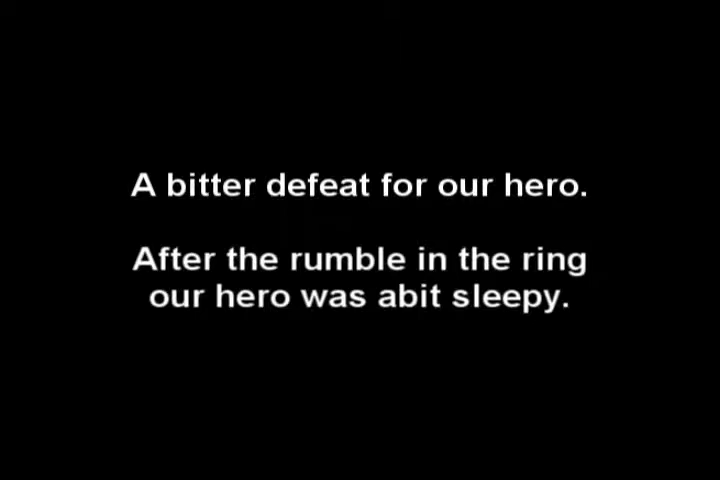 A bitter defeat for our hero.
After the rumble in the ring
our hero was abit sleepy.